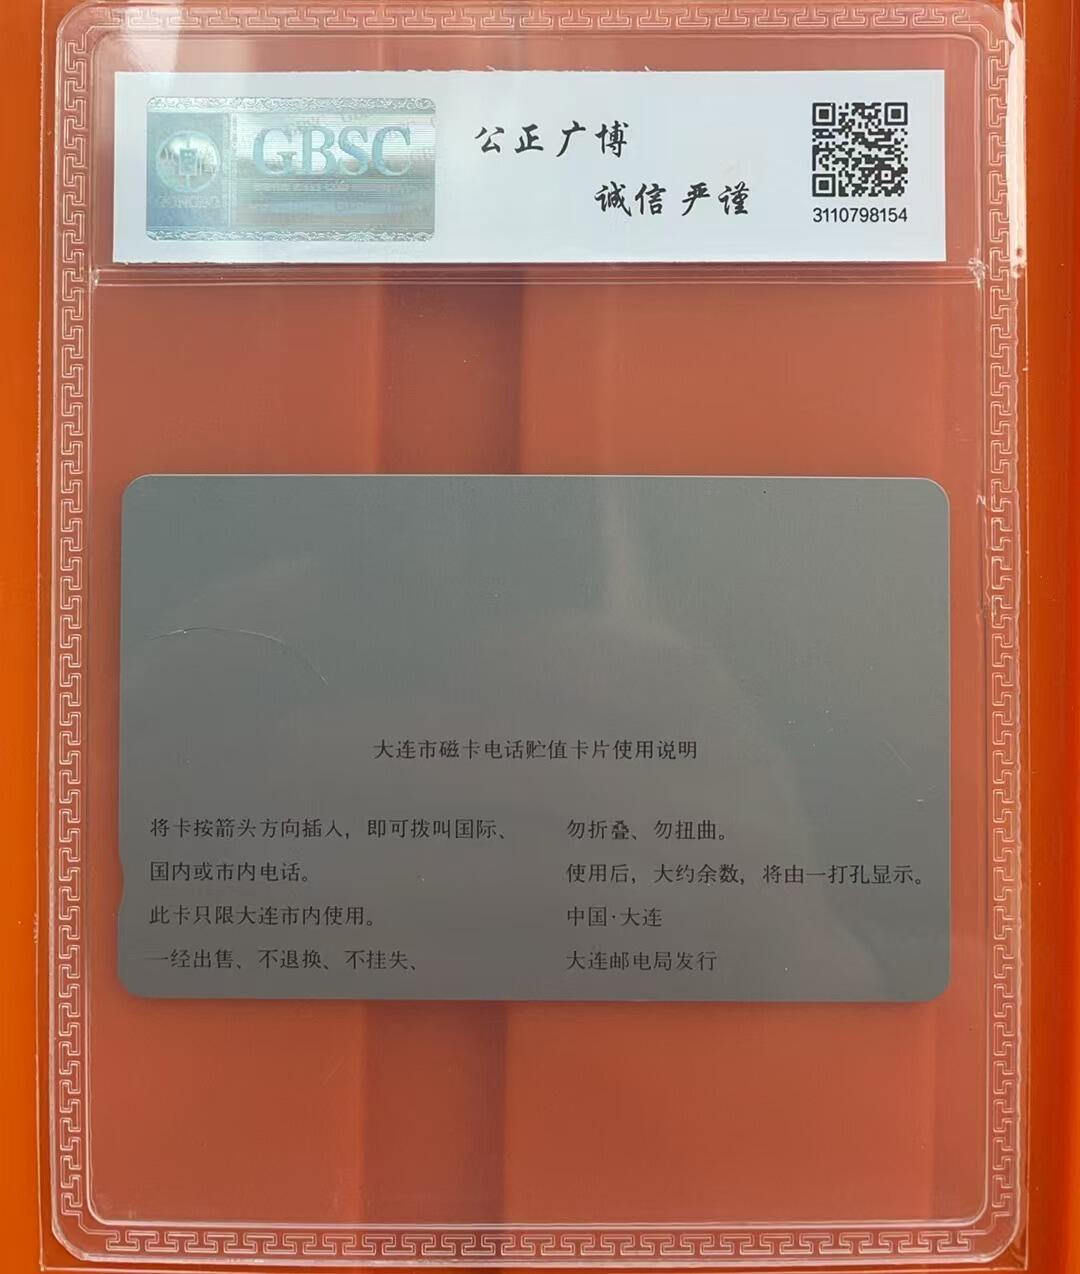 GBSC
公正广博
诚信严谨
3110798154
大连市磁卡电话贮值卡片使用说明
将卡按箭头方向插入，即可拨叫国际、
国内或市内电话。
此卡只限大连市内使用。
一经出售、不退换、不挂失、
勿折叠、勿扭曲。
使用后，大约余数，将由一打孔显示。
中国·大连
大连邮电局发行